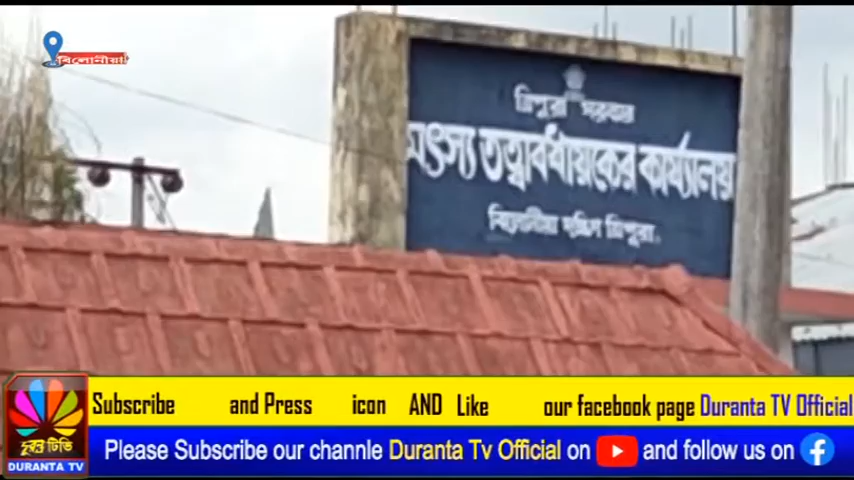 বিলোনীয়া
ত্রিপুরা সরকার
মৎস্য তত্বাবধায়কের কার্য্যালয়
বিলোনীয়া দক্ষিণ ত্রিপুরা.
Subscribe and Press icon AND Like our facebook page Duranta TV Official
দুরন্ত টিভি
DURANTA TV
Please Subscribe our channle Duranta Tv Official on and follow us on